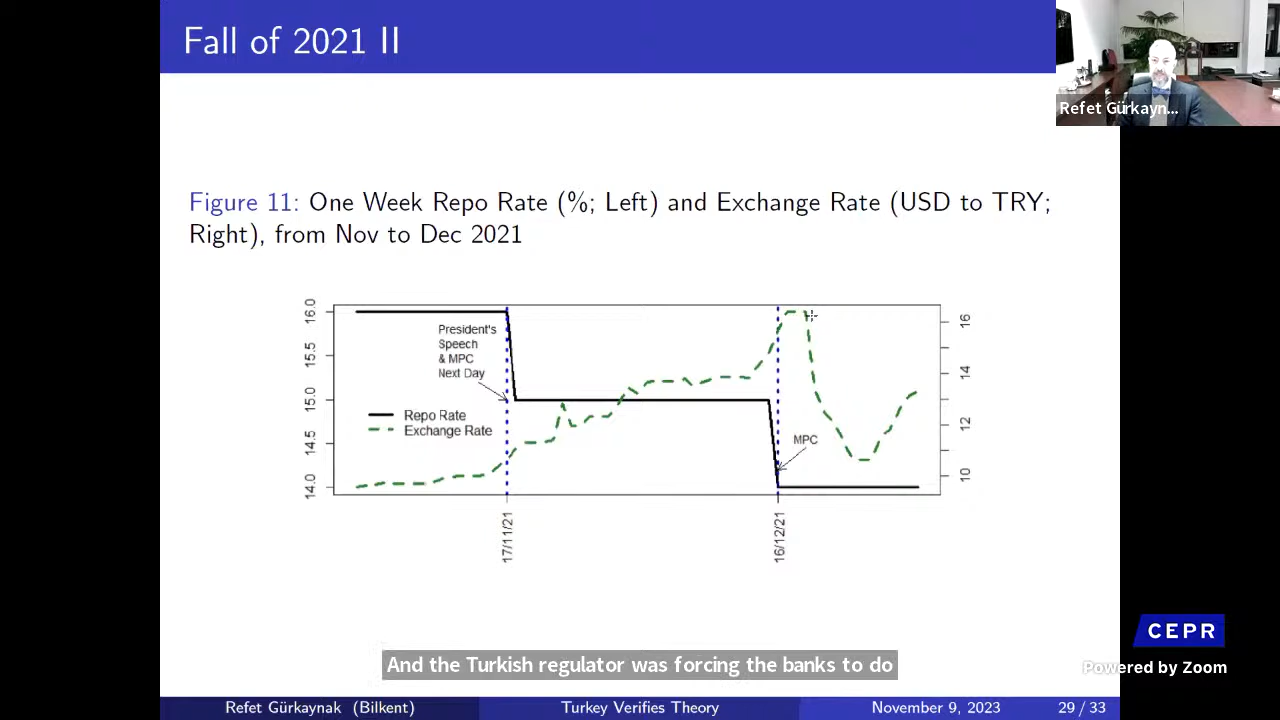 Fall of 2021 II
Refet Gürkayn...
Figure 11: One Week Repo Rate (%; Left) and Exchange Rate (USD to TRY;
Right), from Nov to Dec 2021
16.0
15.5
15.0
14.5
14.0
President's
Speech
& MPC
Next Day
Repo Rate
Exchange Rate
MPC
16
14
12
10
17/11/21
16/12/21
CEPR
And the Turkish regulator was forcing the banks to do
Powered by Zoom
Refet Gürkaynak (Bilkent)
Turkey Verifies Theory
November 9, 2023
29 / 33